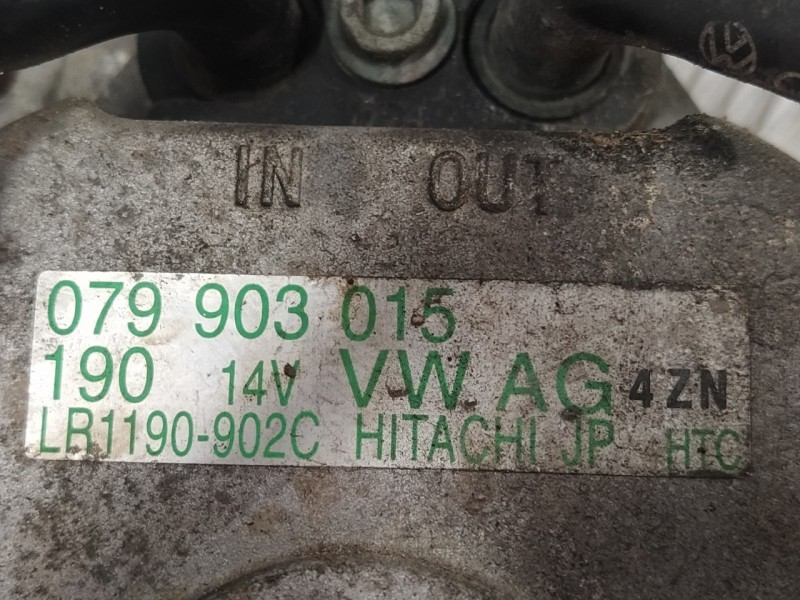 IN OUT
079 903 015
190 14V VW AG 4ZN
LR1190-902C HITACHI JP HTC